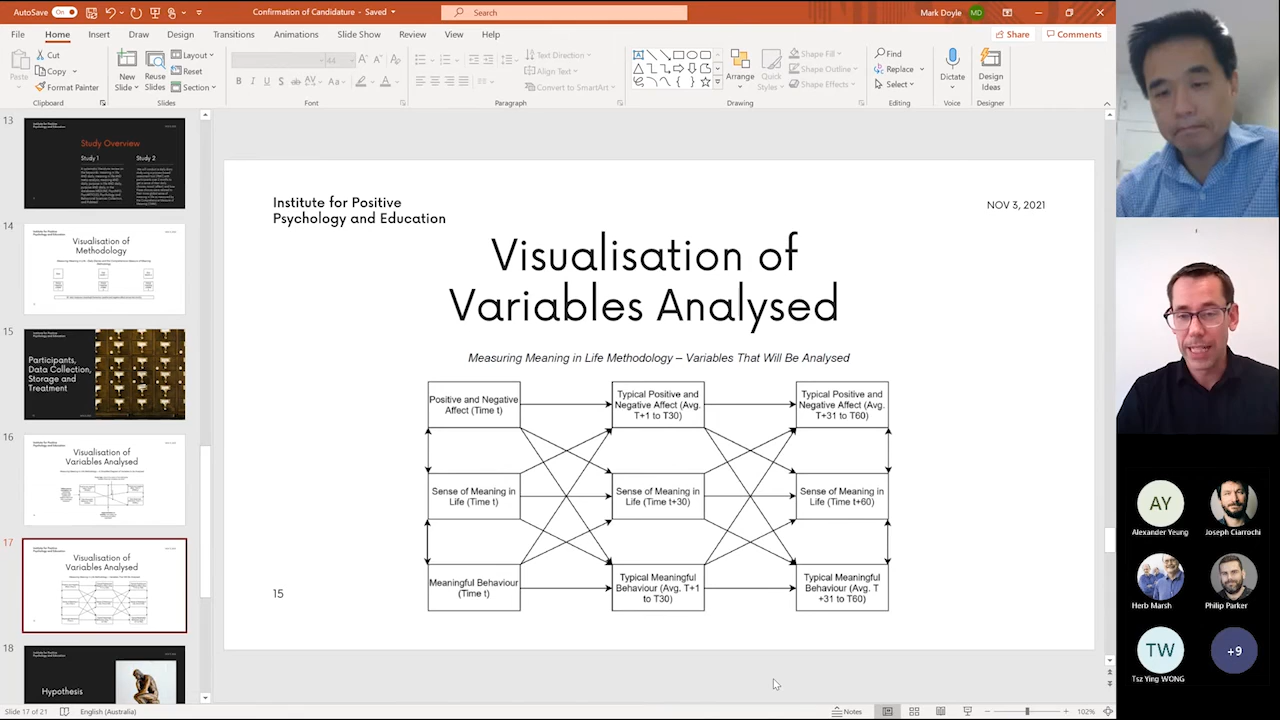 AutoSave
On
Confirmation of Candidature - Saved
Search
Mark Doyle
MD
File
Home
Insert
Draw
Design
Transitions
Animations
Slide Show
Review
View
Help
Share
Comments
Paste
Cut
Copy
Format Painter
Clipboard
New
Slide
Reuse
Slides
Layout
Reset
Section
Slides
44
Font
Text Direction
Align Text
Convert to SmartArt
Paragraph
Arrange
Quick
Styles
Shape Fill
Shape Outline
Shape Effects
Drawing
Find
Replace
Select
Editing
Dictate
Voice
Design
Ideas
Designer
13
Study Overview
Study 1
Study 2
14
Visualisation of
Methodology
15
Participants,
Data Collection,
Storage and
Treatment
16
Visualisation of
Variables Analysed
17
Visualisation of
Variables Analysed
18
Hypothesis
Institute for Positive
Psychology and Education
NOV 3, 2021
Visualisation of
Variables Analysed
Measuring Meaning in Life Methodology – Variables That Will Be Analysed
Positive and Negative
Affect (Time t)
Typical Positive and
Negative Affect (Avg.
T+1 to T30)
Typical Positive and
Negative Affect (Avg.
T+31 to T60)
Sense of Meaning in
Life (Time t)
Sense of Meaning in
Life (Time t+30)
Sense of Meaning in
Life (Time t+60)
Meaningful Behaviour
(Time t)
Typical Meaningful
Behaviour (Avg. T+1
to T30)
Typical Meaningful
Behaviour (Avg. T
+31 to T60)
15
AY
Alexander Yeung
Joseph Ciarrochi
Herb Marsh
Philip Parker
TW
Tsz Ying WONG
+9
Slide 17 of 21
English (Australia)
Notes
102%